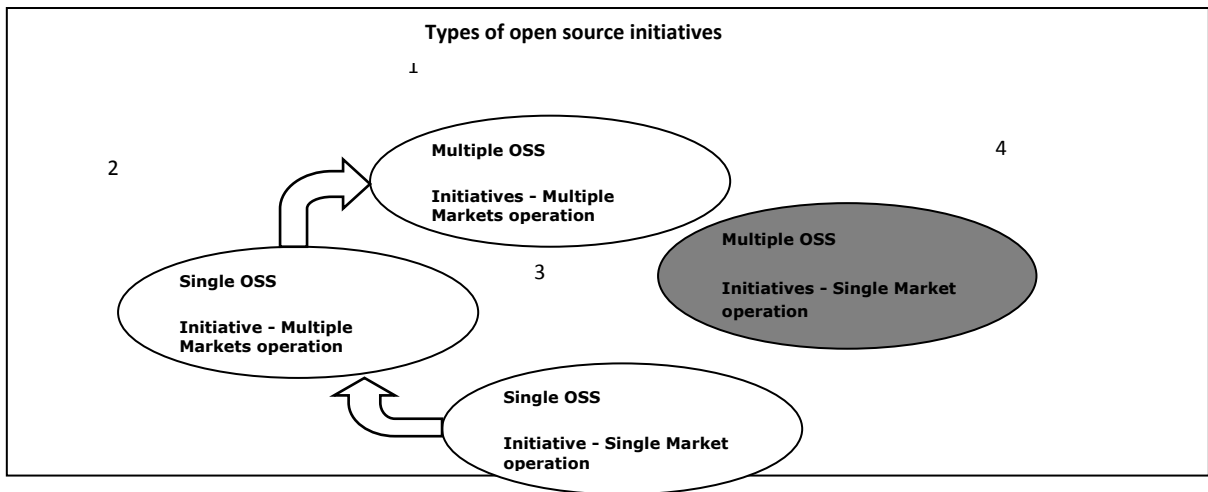 Types of open source initiatives
1
2
4
Multiple OSS
Initiatives - Multiple
Markets operation
Multiple OSS
Initiatives - Single Market
operation
3
Single OSS
Initiative - Multiple
Markets operation
Single OSS
Initiative - Single Market
operation